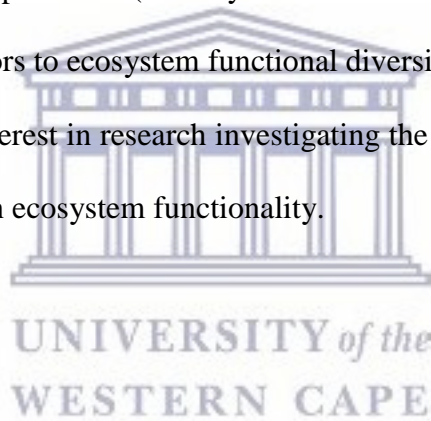 ors to ecosystem functional diversi
erest in research investigating the
ecosystem functionality.
UNIVERSITY of the
WESTERN CAPE